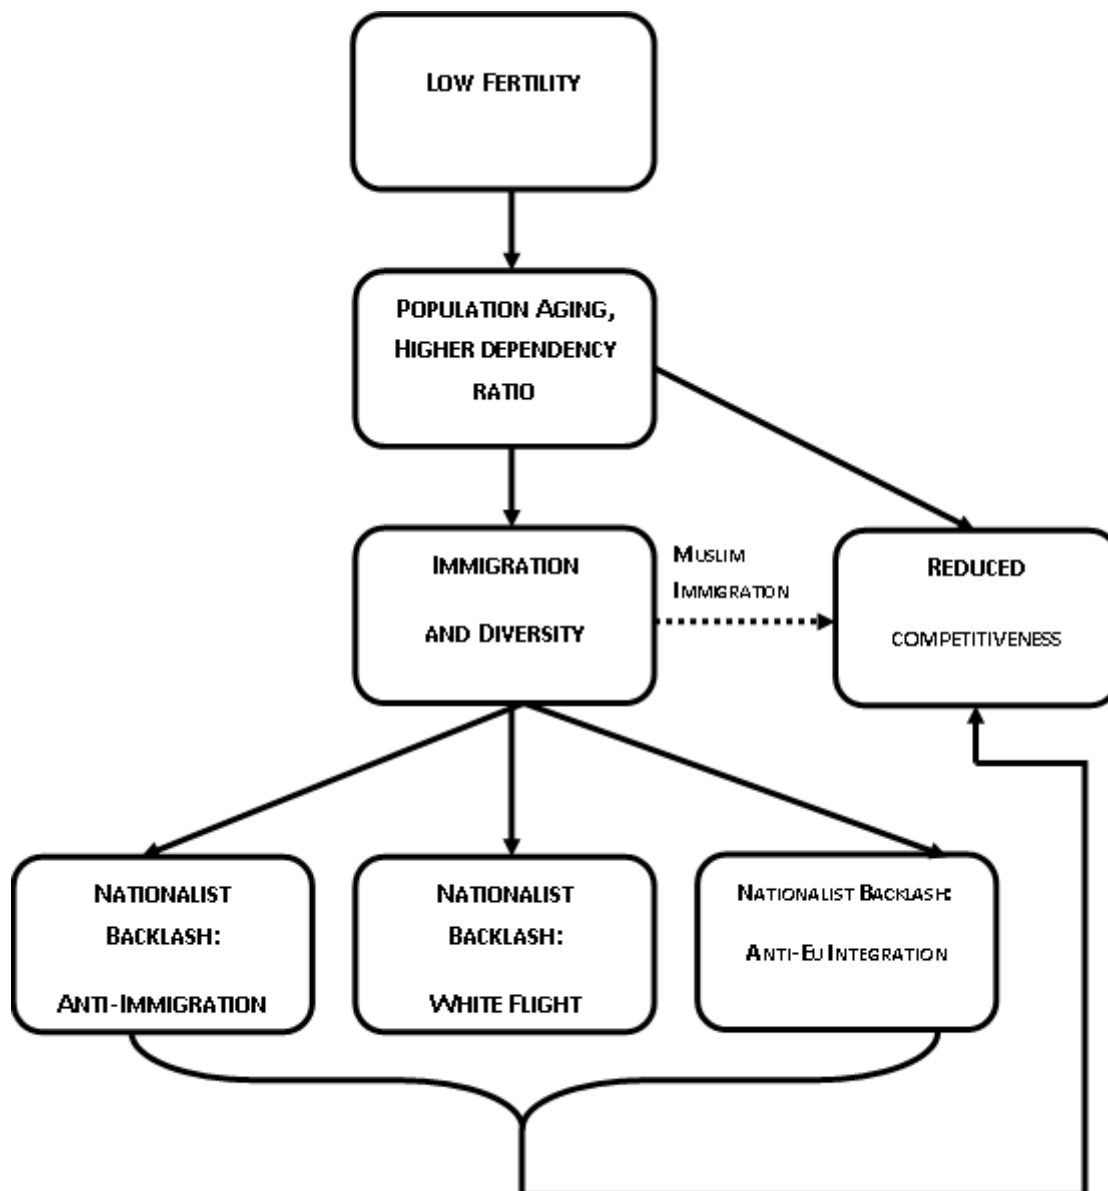 LOW FERTILITY
POPULATION AGING,
HIGHER DEPENDENCY
RATIO
IMMIGRATION
AND DIVERSITY
MUSLIM
IMMIGRATION
REDUCED
COMPETITIVENESS
NATIONALIST
BACKLASH:
ANTI-IMMIGRATION
NATIONALIST
BACKLASH:
WHITE FLIGHT
NATIONALIST BACKLASH:
ANTI-EU INTEGRATION